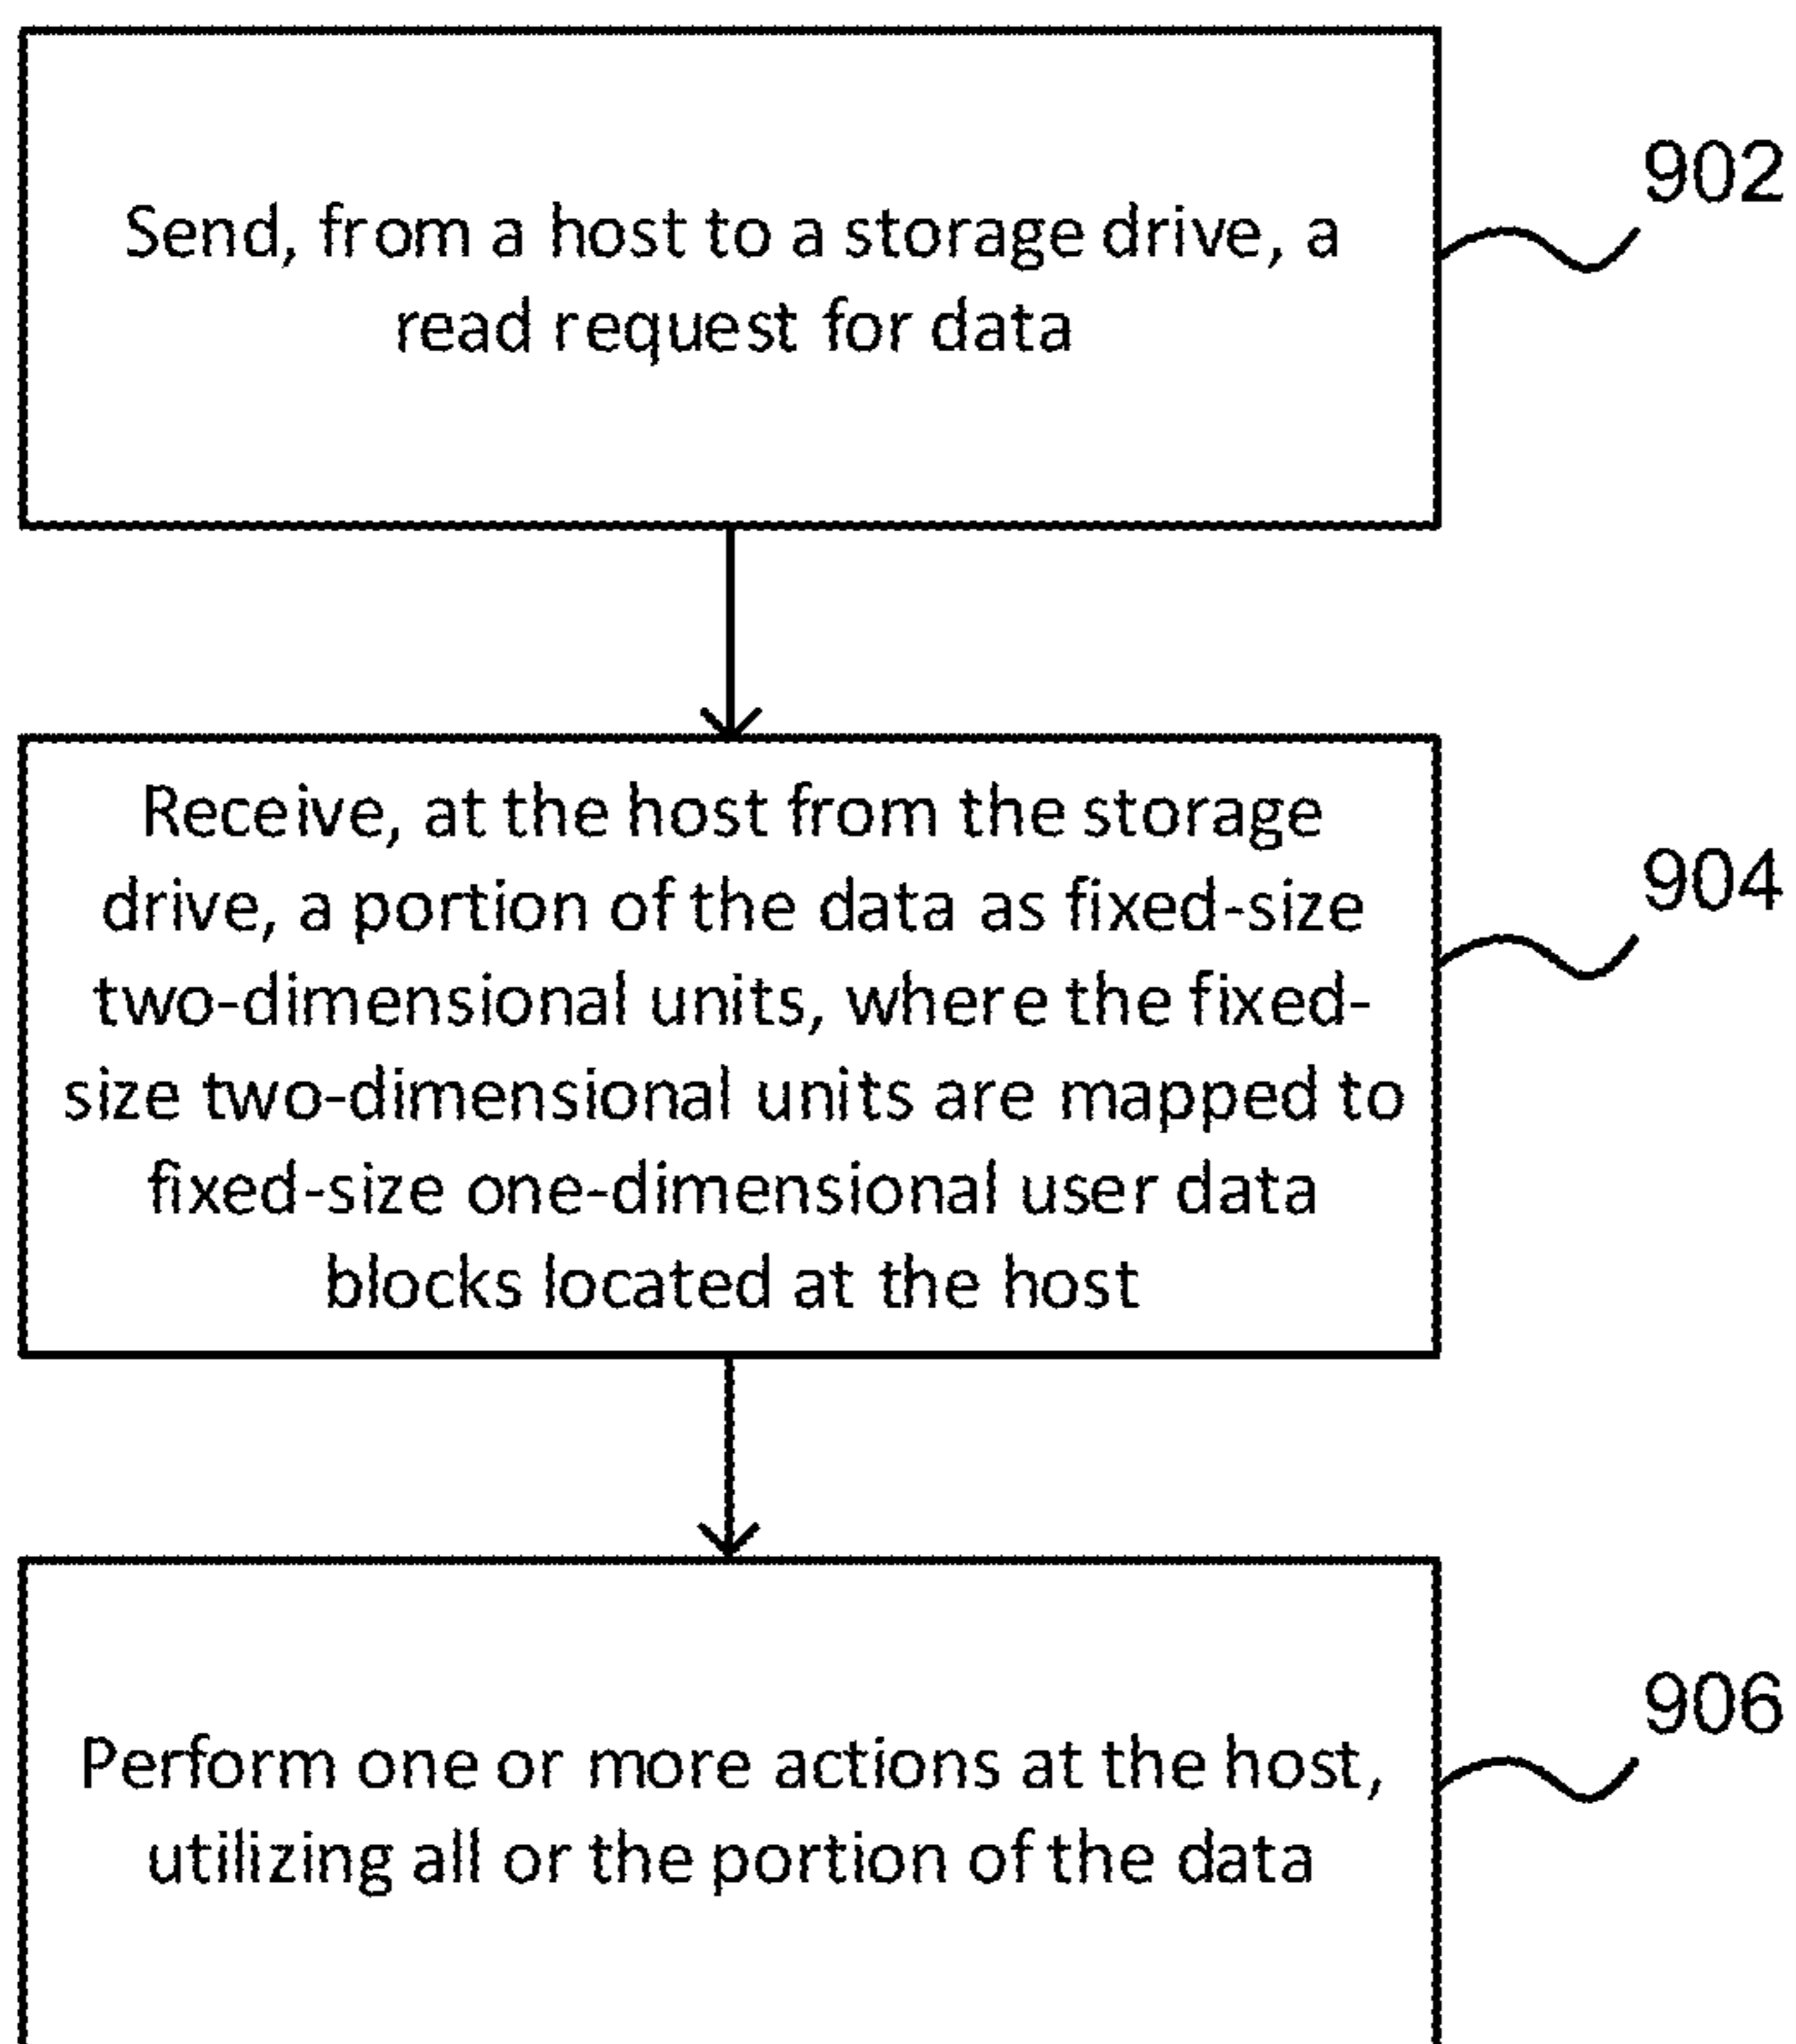 Send, from a host to a storage drive, a
read request for data
902
Receive, at the host from the storage
drive, a portion of the data as fixed-size
two-dimensional units, where the fixed-
size two-dimensional units are mapped to
fixed-size one-dimensional user data
blocks located at the host
904
Perform one or more actions at the host,
utilizing all or the portion of the data
906